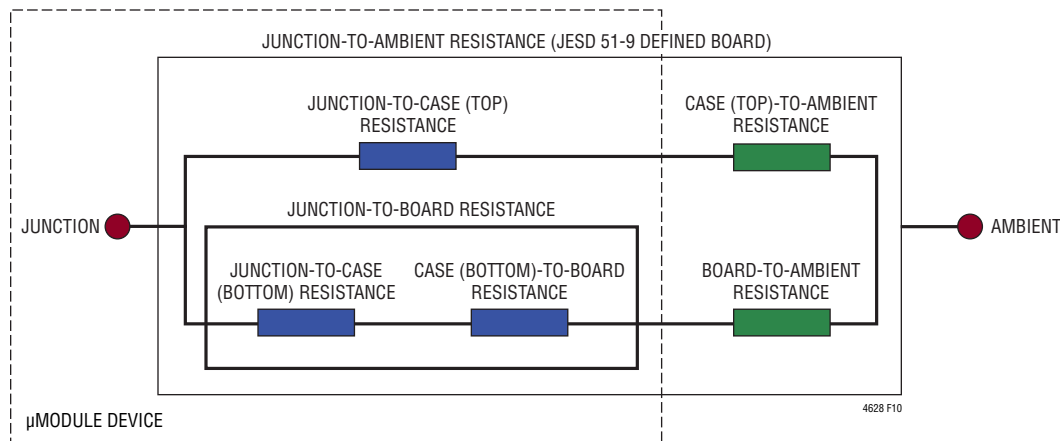 JUNCTION-TO-AMBIENT RESISTANCE (JESD 51-9 DEFINED BOARD)
JUNCTION-TO-CASE (TOP)
RESISTANCE
CASE (TOP)-TO-AMBIENT
RESISTANCE
JUNCTION
JUNCTION-TO-BOARD RESISTANCE
AMBIENT
JUNCTION-TO-CASE
(BOTTOM) RESISTANCE
CASE (BOTTOM)-TO-BOARD
RESISTANCE
BOARD-TO-AMBIENT
RESISTANCE
4628 F10
µMODULE DEVICE